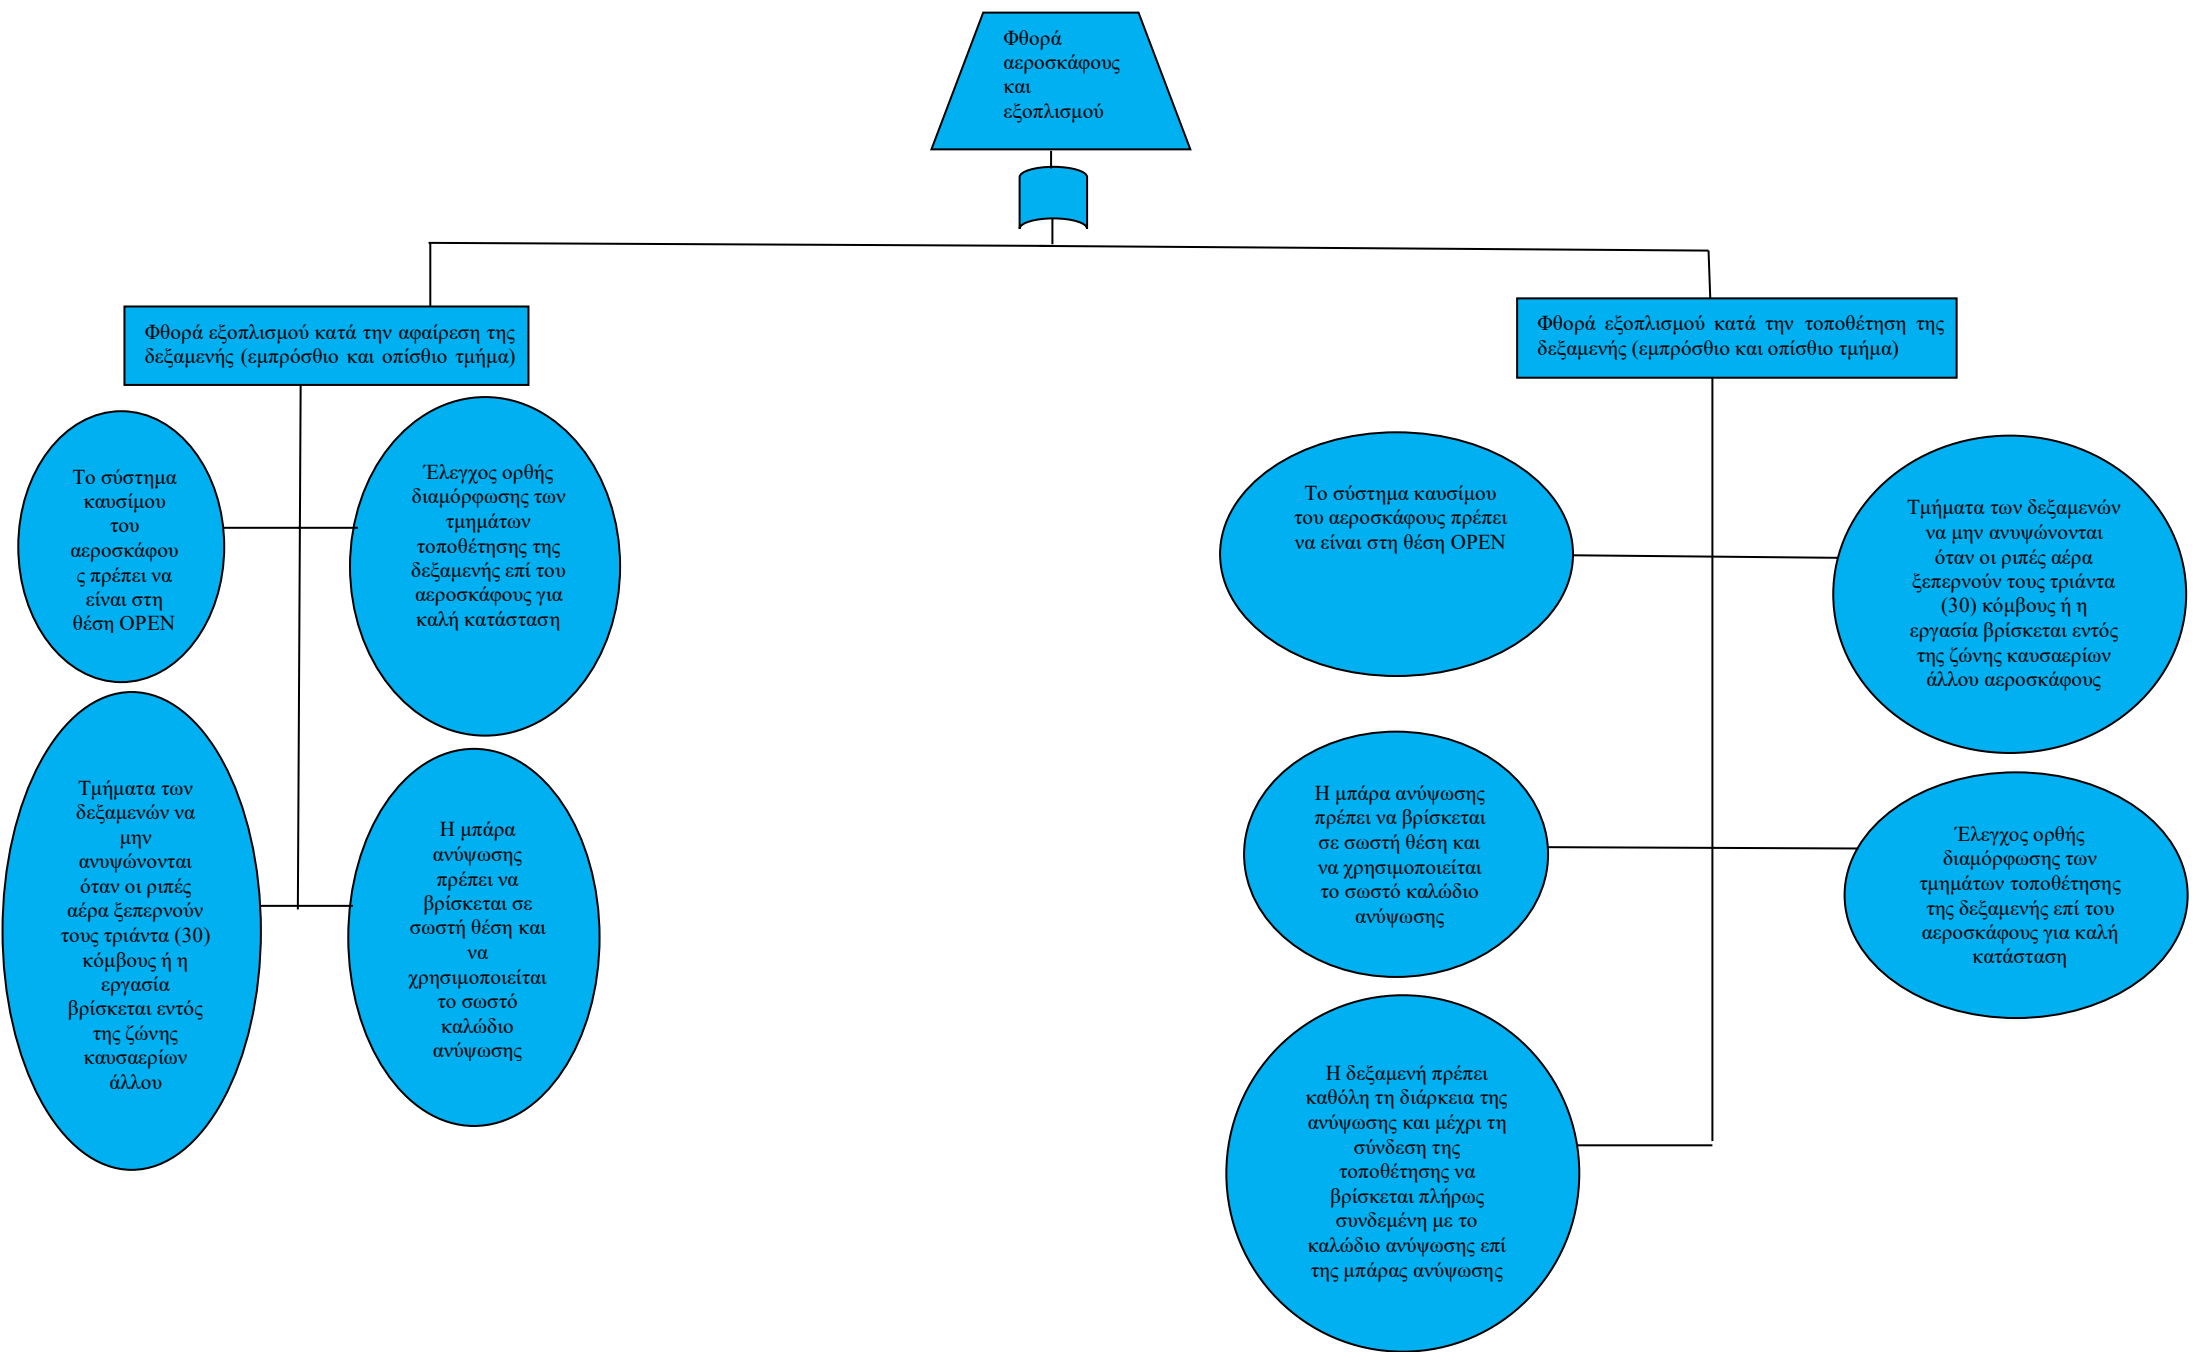 Φθορά
αεροσκάφους
και
εξοπλισμού
Φθορά εξοπλισμού κατά την αφαίρεση της
δεξαμενής (εμπρόσθιο και οπίσθιο τμήμα)
Φθορά εξοπλισμού κατά την τοποθέτηση της
δεξαμενής (εμπρόσθιο και οπίσθιο τμήμα)
Το σύστημα
καυσίμου
του
αεροσκάφου
ς πρέπει να
είναι στη
θέση OPEN
Έλεγχος ορθής
διαμόρφωσης των
τμημάτων
τοποθέτησης της
δεξαμενής επί του
αεροσκάφους για
καλή κατάσταση
Το σύστημα καυσίμου
του αεροσκάφους πρέπει
να είναι στη θέση OPEN
Τμήματα των δεξαμενών
να μην ανυψώνονται
όταν οι ριπές αέρα
ξεπερνούν τους τριάντα
(30) κόμβους ή η
εργασία βρίσκεται εντός
της ζώνης καυσαερίων
άλλου αεροσκάφους
Τμήματα των
δεξαμενών να
μην
ανυψώνονται
όταν οι ριπές
αέρα ξεπερνούν
τους τριάντα (30)
κόμβους ή η
εργασία
βρίσκεται εντός
της ζώνης
καυσαερίων
άλλου
Η μπάρα
ανύψωσης
πρέπει να
βρίσκεται σε
σωστή θέση και
να
χρησιμοποιείται
το σωστό
καλώδιο
ανύψωσης
Η μπάρα ανύψωσης
πρέπει να βρίσκεται
σε σωστή θέση και
να χρησιμοποιείται
το σωστό καλώδιο
ανύψωσης
Έλεγχος ορθής
διαμόρφωσης των
τμημάτων τοποθέτησης
της δεξαμενής επί του
αεροσκάφους για καλή
κατάσταση
Η δεξαμενή πρέπει
καθόλη τη διάρκεια της
ανύψωσης και μέχρι τη
σύνδεση της
τοποθέτησης να
βρίσκεται πλήρως
συνδεμένη με το
καλώδιο ανύψωσης επί
της μπάρας ανύψωσης